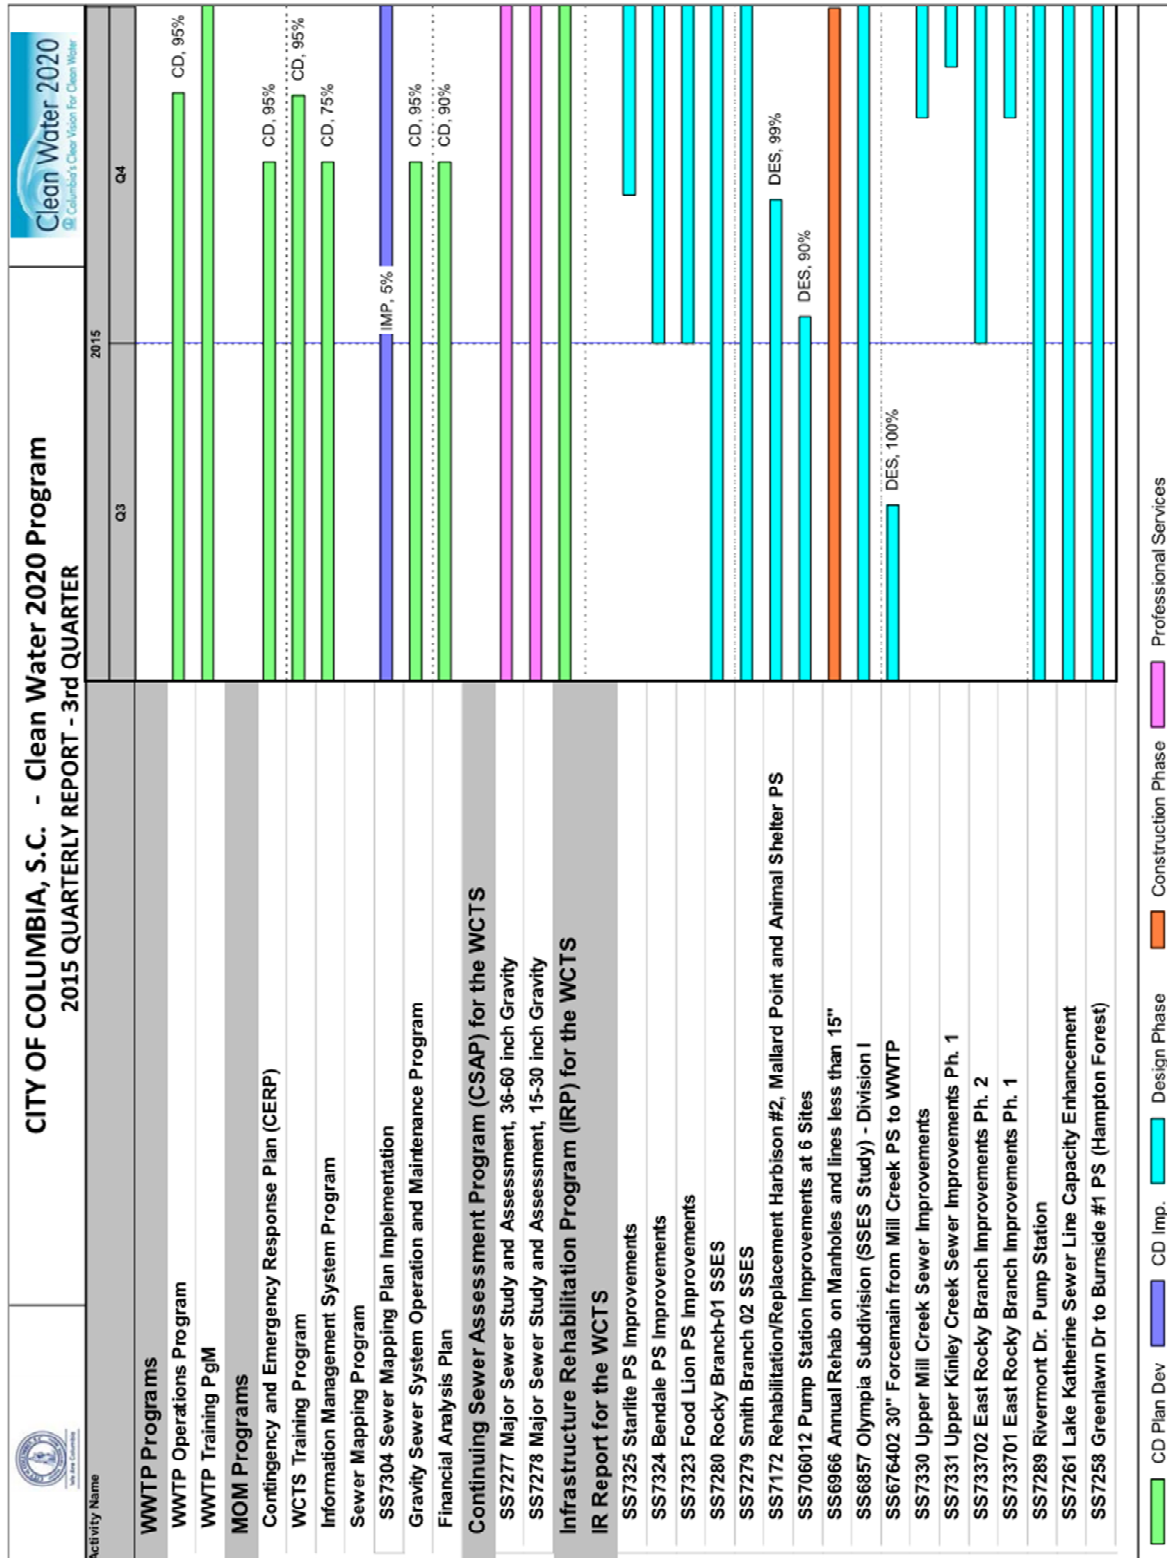 We Are Columbia
CITY OF COLUMBIA, S.C. - Clean Water 2020 Program
2015 QUARTERLY REPORT - 3rd QUARTER
Clean Water 2020
Columbia's Clear Vision For Clean Water
Activity Name
2015
Q3
Q4
WWTP Programs
WWTP Operations Program
CD, 95%
WWTP Training PgM
MOM Programs
Contingency and Emergency Response Plan (CERP)
CD, 95%
WCTS Training Program
CD, 95%
Information Management System Program
CD, 75%
Sewer Mapping Program
SS7304 Sewer Mapping Plan Implementation
IMP, 5%
Gravity Sewer System Operation and Maintenance Program
CD, 95%
Financial Analysis Plan
CD, 90%
Continuing Sewer Assessment Program (CSAP) for the WCTS
SS7277 Major Sewer Study and Assessment, 36-60 inch Gravity
SS7278 Major Sewer Study and Assessment, 15-30 inch Gravity
Infrastructure Rehabilitation Program (IRP) for the WCTS
IR Report for the WCTS
SS7325 Starlite PS Improvements
SS7324 Bendale PS Improvements
SS7323 Food Lion PS Improvements
SS7280 Rocky Branch-01 SSES
SS7279 Smith Branch 02 SSES
SS7172 Rehabilitation/Replacement Harbison #2, Mallard Point and Animal Shelter PS
DES, 99%
SS706012 Pump Station Improvements at 6 Sites
DES, 90%
SS6966 Annual Rehab on Manholes and lines less than 15"
SS6857 Olympia Subdivision (SSES Study) - Division I
SS676402 30" Forcemain from Mill Creek PS to WWTP
DES, 100%
SS7330 Upper Mill Creek Sewer Improvements
SS7331 Upper Kinley Creek Sewer Improvements Ph. 1
SS733702 East Rocky Branch Improvements Ph. 2
SS733701 East Rocky Branch Improvements Ph. 1
SS7289 Rivermont Dr. Pump Station
SS7261 Lake Katherine Sewer Line Capacity Enhancement
SS7258 Greenlawn Dr to Burnside #1 PS (Hampton Forest)
CD Plan Dev
CD Imp.
Design Phase
Construction Phase
Professional Services